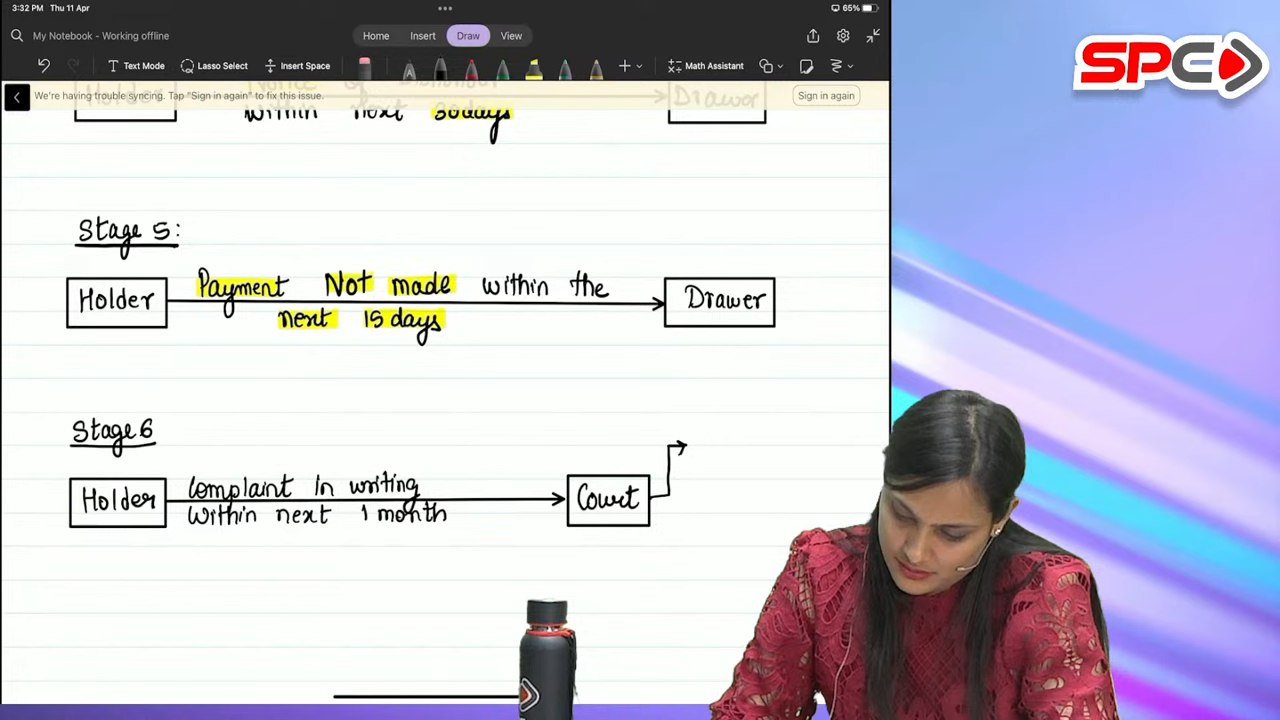 3:32 PM Thu 11 Apr
65%
My Notebook - Working offline
Home Insert Draw View
Text Mode Lasso Select Insert Space Math Assistant
We're having trouble syncing. Tap "Sign in again" to fix this issue. Sign in again
Holder Notice of Drawer
within next 30days
Stage 5:
Holder Payment Not made within the Drawer
next 15 days
Stage 6
Holder Complaint In writing Court
within next 1 month
SPC